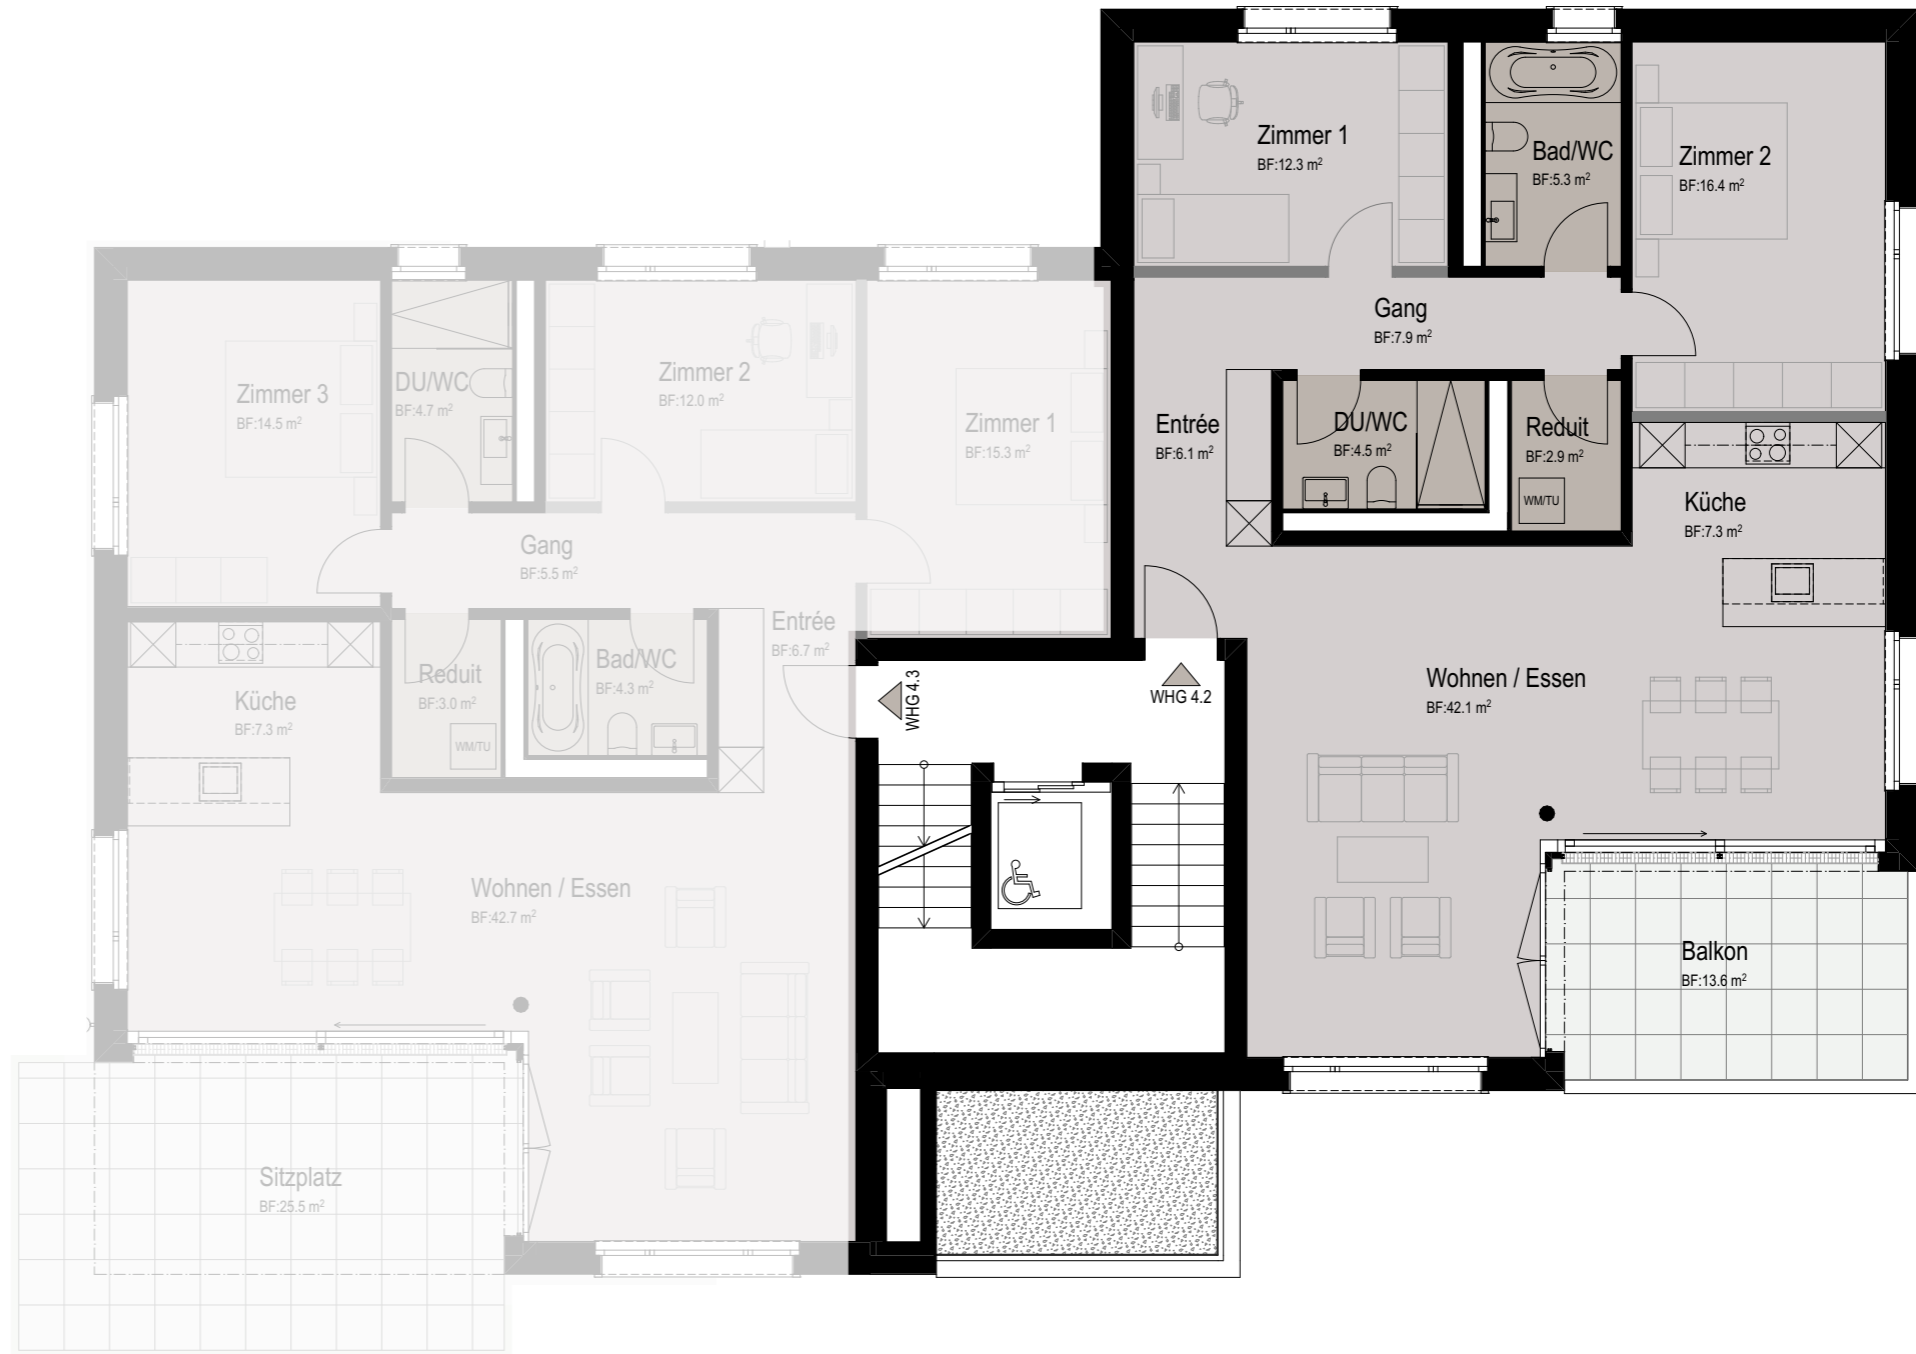 Zimmer 1
BF:12.3 m²
Bad/WC
BF:5.3 m²
Zimmer 2
BF:16.4 m²
Gang
BF:7.9 m²
Entrée
BF:6.1 m²
DU/WC
BF:4.5 m²
Reduit
BF:2.9 m²
WM/TU
Küche
BF:7.3 m²
Wohnen / Essen
BF:42.1 m²
Balkon
BF:13.6 m²
WHG 4.2
WHG 4.3
Zimmer 3
BF:14.5 m²
DU/WC
BF:4.7 m²
Zimmer 2
BF:12.0 m²
Zimmer 1
BF:15.3 m²
Gang
BF:5.5 m²
Entrée
BF:6.7 m²
Reduit
BF:3.0 m²
WM/TU
Bad/WC
BF:4.3 m²
Küche
BF:7.3 m²
Wohnen / Essen
BF:42.7 m²
Sitzplatz
BF:25.5 m²